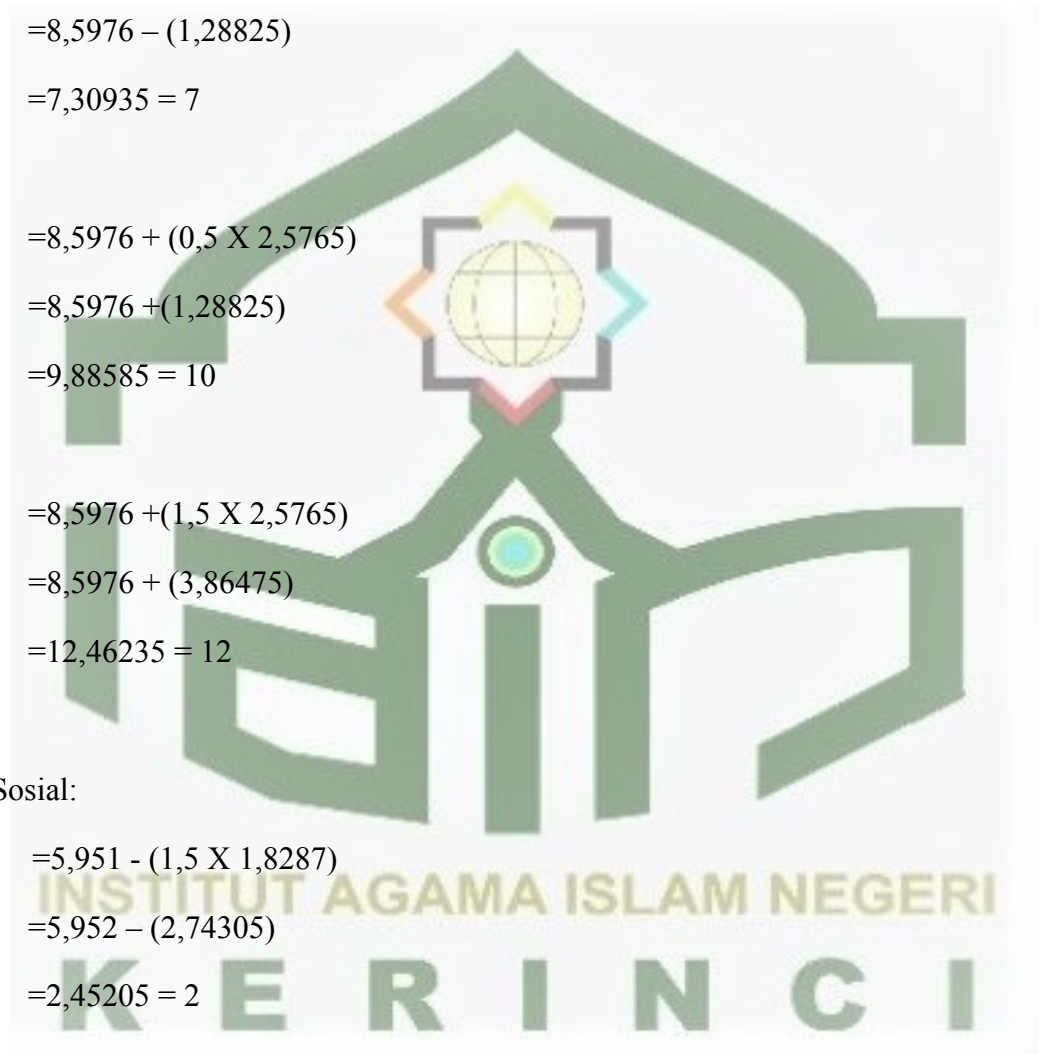 =8,5976 – (1,28825)
=7,30935 = 7
=8,5976 + (0,5 X 2,5765)
=8,5976 +(1,28825)
=9,88585 = 10
=8,5976 +(1,5 X 2,5765)
=8,5976 + (3,86475)
=12,46235 = 12
Sosial:
=5,951 - (1,5 X 1,8287)
INSTITUT AGAMA ISLAM NEGERI
=5,952 – (2,74305)
KERINCI
=2,45205 = 2